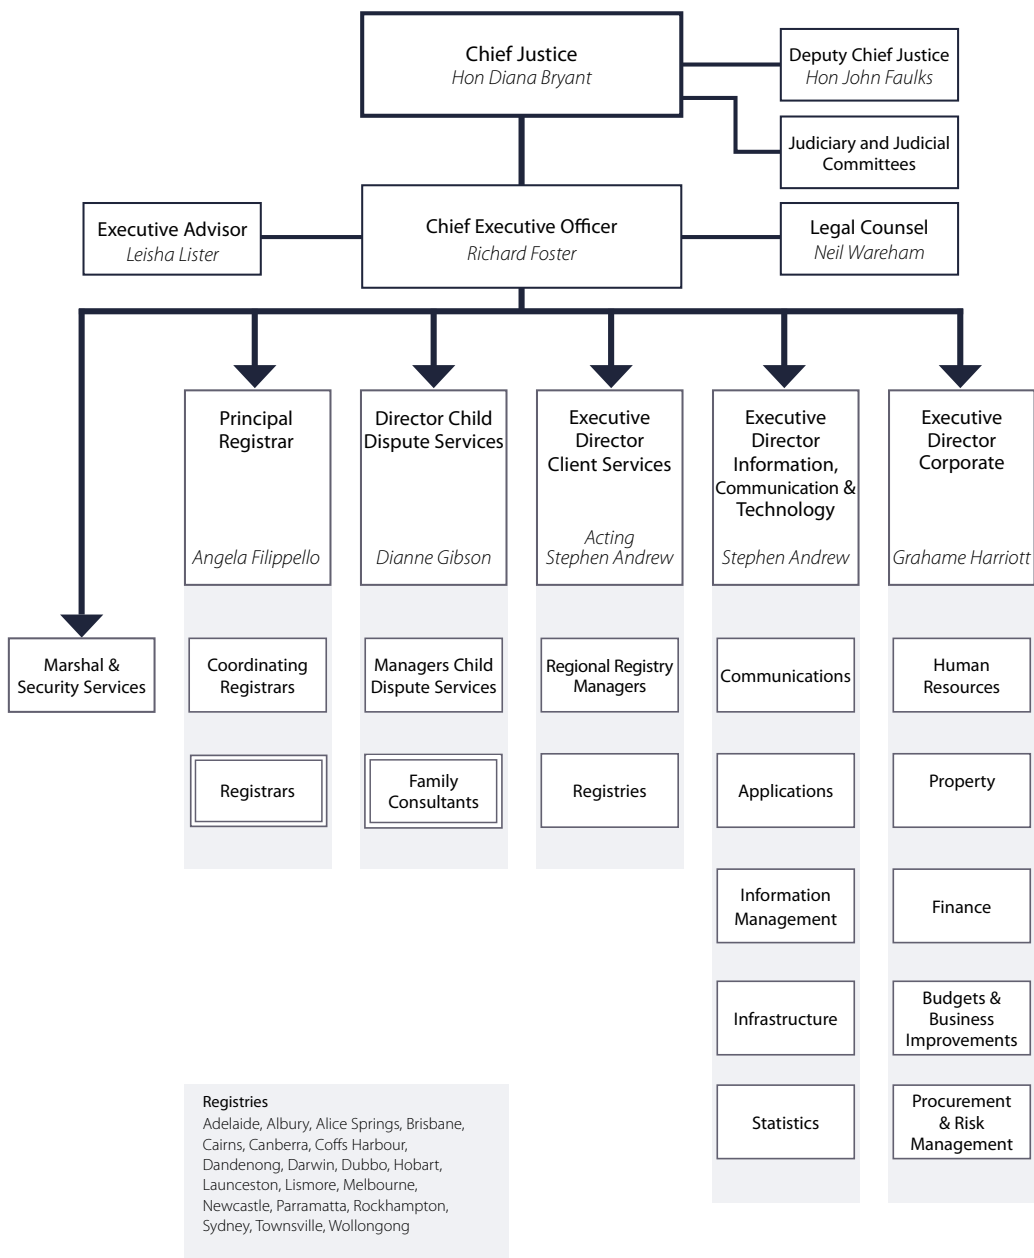 Chief Justice
Hon Diana Bryant
Deputy Chief Justice
Hon John Faulks
Judiciary and Judicial
Committees
Executive Advisor
Leisha Lister
Chief Executive Officer
Richard Foster
Legal Counsel
Neil Wareham
Principal
Registrar
Angela Filippello
Director Child
Dispute Services
Dianne Gibson
Executive
Director
Client Services
Acting
Stephen Andrew
Executive
Director
Information,
Communication &
Technology
Stephen Andrew
Executive
Director
Corporate
Grahame Harriott
Marshal &
Security Services
Coordinating
Registrars
Managers Child
Dispute Services
Regional Registry
Managers
Communications
Human
Resources
Registrars
Family
Consultants
Registries
Applications
Property
Information
Management
Finance
Infrastructure
Budgets &
Business
Improvements
Statistics
Procurement
& Risk
Management
Registries
Adelaide, Albury, Alice Springs, Brisbane,
Cairns, Canberra, Coffs Harbour,
Dandenong, Darwin, Dubbo, Hobart,
Launceston, Lismore, Melbourne,
Newcastle, Parramatta, Rockhampton,
Sydney, Townsville, Wollongong